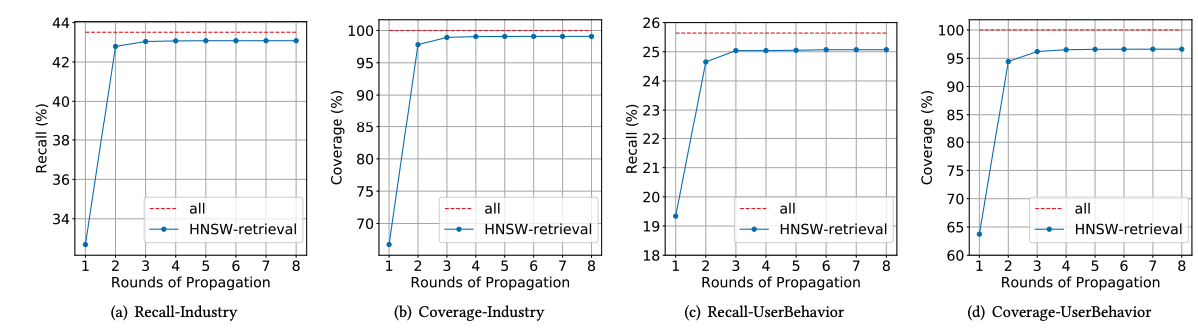 44
42
40
38
36
34
Recall (%)
all
HNSW-retrieval
1 2 3 4 5 6 7 8
Rounds of Propagation
(a) Recall-Industry
100
95
90
85
80
75
70
Coverage (%)
all
HNSW-retrieval
1 2 3 4 5 6 7 8
Rounds of Propagation
(b) Coverage-Industry
26
25
24
23
22
21
20
19
18
Recall (%)
all
HNSW-retrieval
1 2 3 4 5 6 7 8
Rounds of Propagation
(c) Recall-UserBehavior
100
95
90
85
80
75
70
65
60
Coverage (%)
all
HNSW-retrieval
1 2 3 4 5 6 7 8
Rounds of Propagation
(d) Coverage-UserBehavior